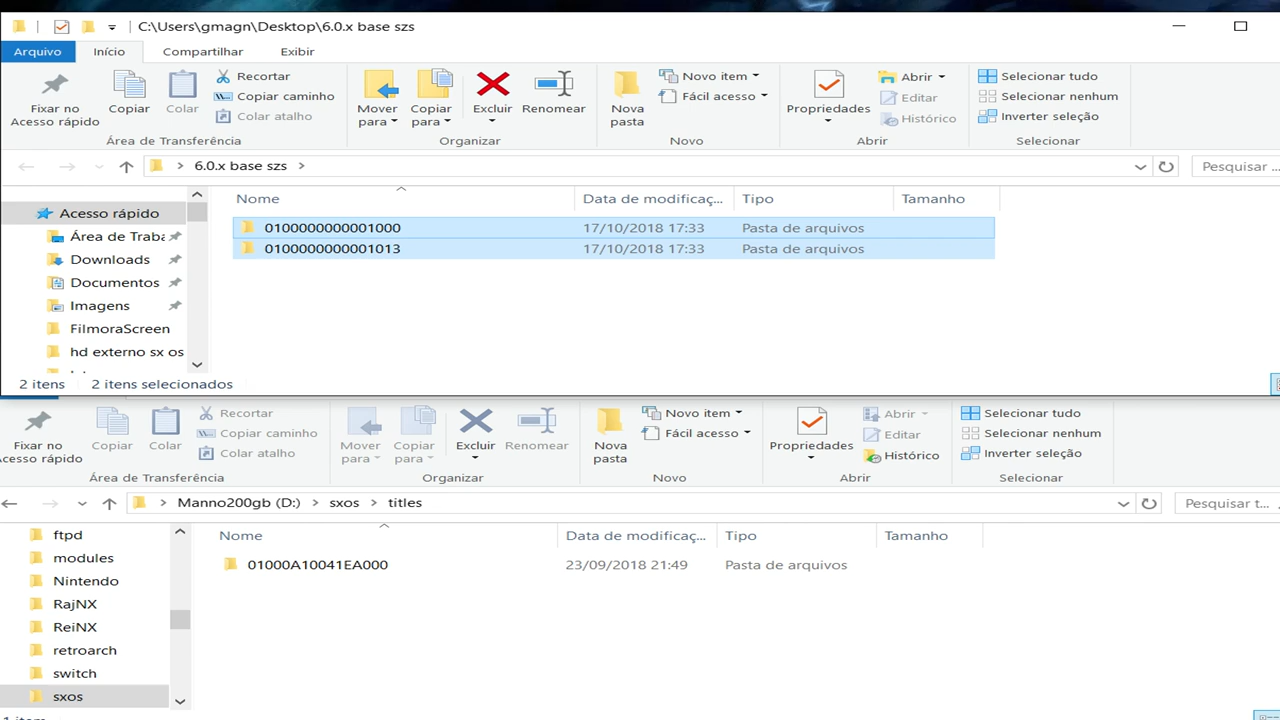 C:\Users\gmagn\Desktop\6.0.x base szs
Arquivo Início Compartilhar Exibir
Fixar no Acesso rápido
Copiar
Colar
Recortar
Copiar caminho
Colar atalho
Área de Transferência
Mover para
Copiar para
Excluir
Renomear
Organizar
Nova pasta
Novo item
Fácil acesso
Novo
Propriedades
Abrir
Editar
Histórico
Abrir
Selecionar tudo
Selecionar nenhum
Inverter seleção
Selecionar
6.0.x base szs
Pesquisar ...
Nome Data de modificaç... Tipo Tamanho
0100000000001000 17/10/2018 17:33 Pasta de arquivos
0100000000001013 17/10/2018 17:33 Pasta de arquivos
Acesso rápido
Área de Traba
Downloads
Documentos
Imagens
FilmoraScreen
hd externo sx os
2 itens 2 itens selecionados
Fixar no
Acesso rápido
Copiar
Colar
Recortar
Copiar caminho
Colar atalho
Área de Transferência
Mover para
Copiar para
Excluir
Renomear
Organizar
Nova pasta
Novo item
Fácil acesso
Novo
Propriedades
Abrir
Editar
Histórico
Abrir
Selecionar tudo
Selecionar nenhum
Inverter seleção
Selecionar
Manno200gb (D:) sxos titles
Pesquisar t...
Nome Data de modificaç... Tipo Tamanho
01000A10041EA000 23/09/2018 21:49 Pasta de arquivos
ftpd
modules
Nintendo
RajNX
ReiNX
retroarch
switch
sxos